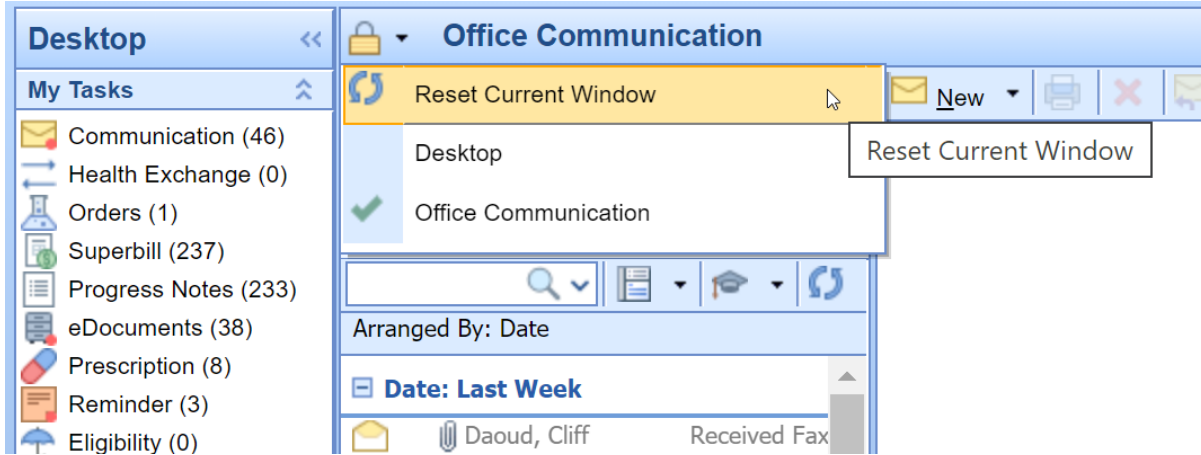 Desktop
My Tasks
Communication (46)
Health Exchange (0)
Orders (1)
Superbill (237)
Progress Notes (233)
eDocuments (38)
Prescription (8)
Reminder (3)
Eligibility (0)
Office Communication
Reset Current Window
Desktop
Office Communication
New
Reset Current Window
Arranged By: Date
Date: Last Week
Daoud, Cliff Received Fax